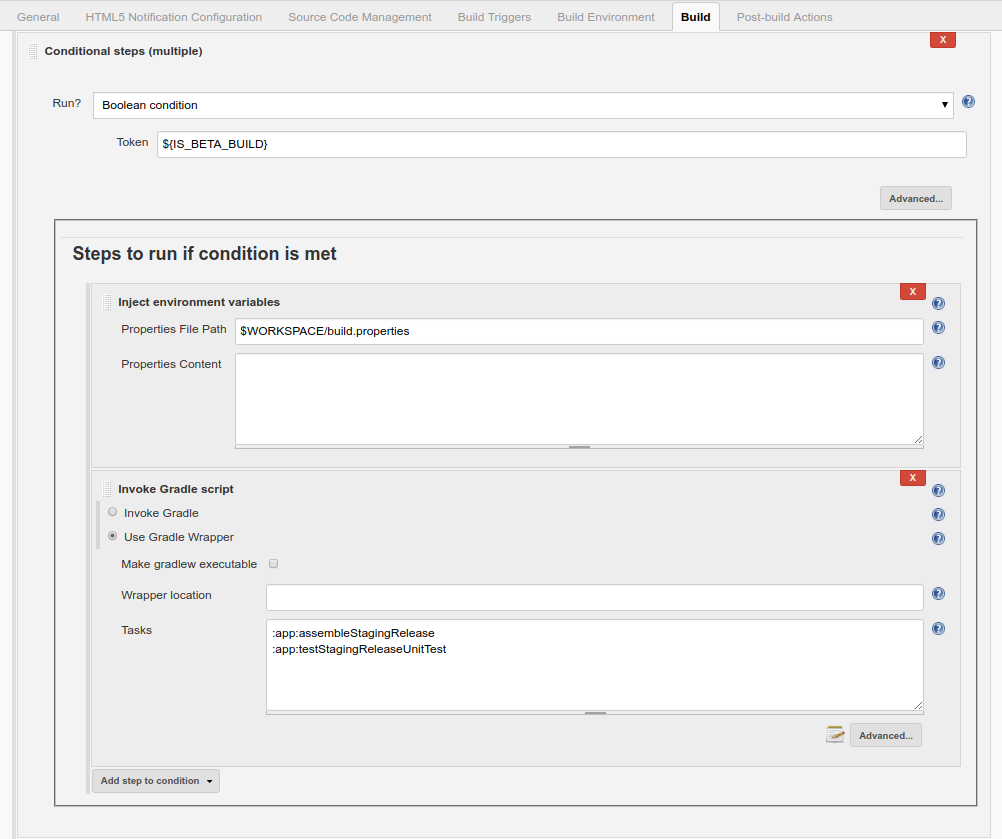 General HTML5 Notification Configuration Source Code Management Build Triggers Build Environment Build Post-build Actions
X
Conditional steps (multiple)
Run? Boolean condition ?
Token ${IS_BETA_BUILD}
Advanced...
Steps to run if condition is met
X
Inject environment variables ?
Properties File Path $WORKSPACE/build.properties ?
Properties Content ?
X
Invoke Gradle script ?
Invoke Gradle ?
Use Gradle Wrapper ?
Make gradlew executable
Wrapper location ?
Tasks :app:assembleStagingRelease ?
:app:testStagingReleaseUnitTest
Advanced...
Add step to condition